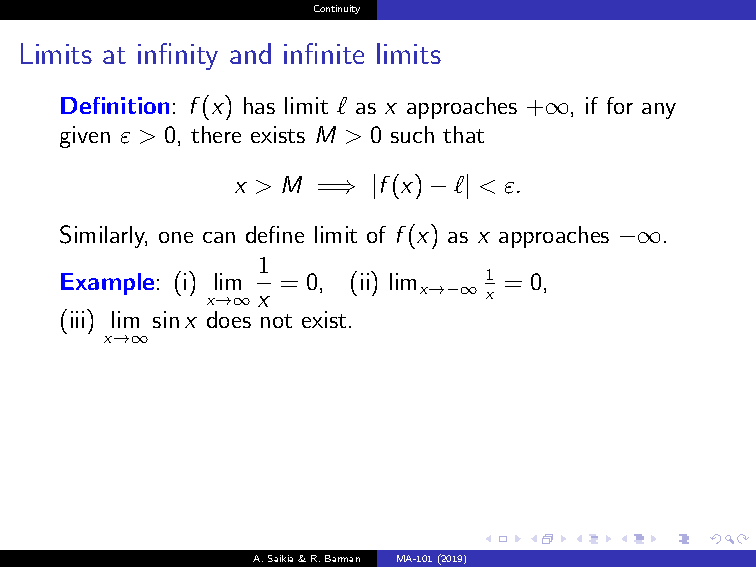 Continuity
Limits at infinity and infinite limits
Definition: f(x) has limit ℓ as x approaches +∞, if for any
given ε > 0, there exists M > 0 such that
x > M ⟹ |f(x) − ℓ| < ε.
Similarly, one can define limit of f(x) as x approaches −∞.
Example: (i) lim_{x→∞} 1/x = 0, (ii) lim_{x→−∞} 1/x = 0,
(iii) lim_{x→∞} sin x does not exist.
A. Saikia & R. Barman MA-101 (2019)